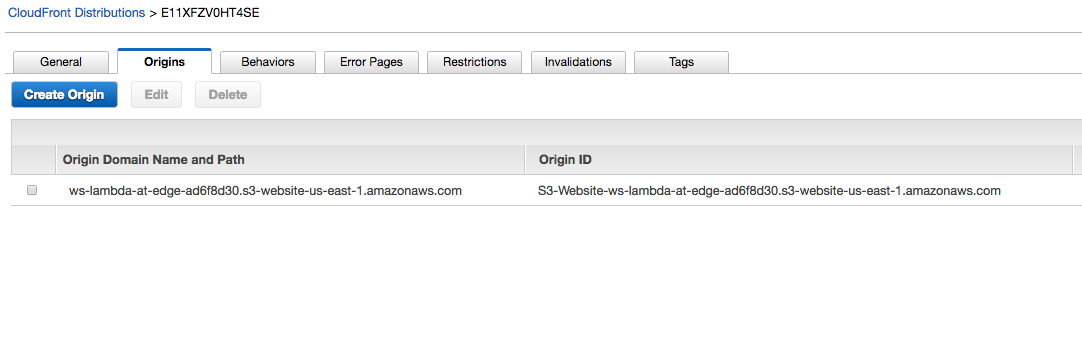 CloudFront Distributions > E11XFZV0HT4SE
General Origins Behaviors Error Pages Restrictions Invalidations Tags
Create Origin Edit Delete
Origin Domain Name and Path Origin ID
ws-lambda-at-edge-ad6f8d30.s3-website-us-east-1.amazonaws.com S3-Website-ws-lambda-at-edge-ad6f8d30.s3-website-us-east-1.amazonaws.com